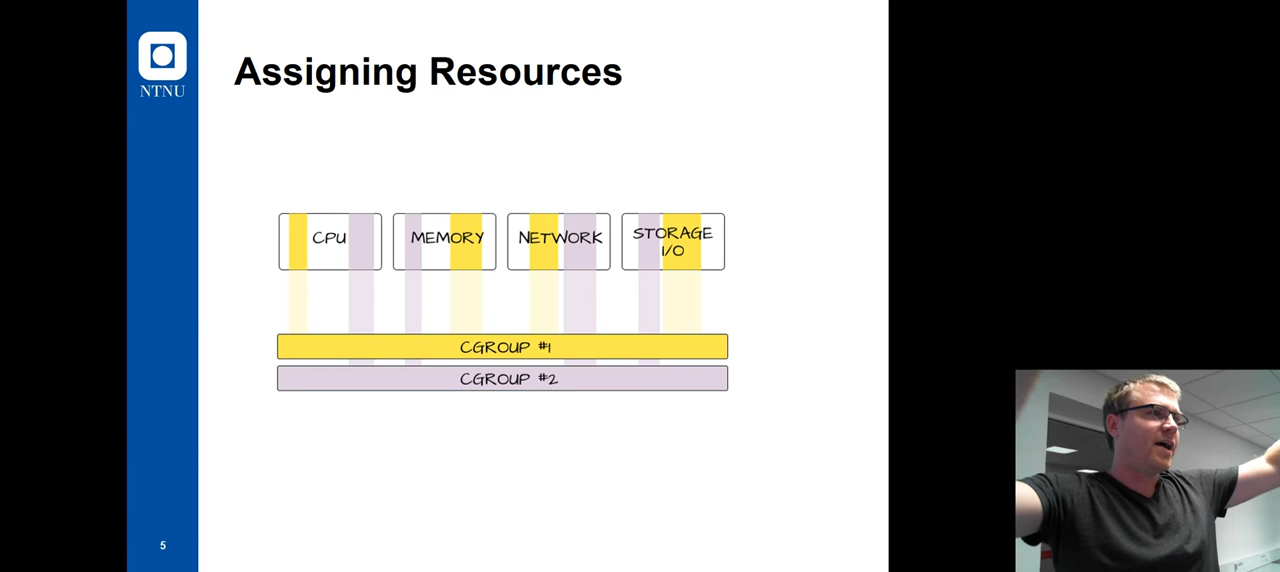 NTNU
Assigning Resources
CPU
MEMORY
NETWORK
STORAGE
I/O
CGROUP #1
CGROUP #2
5